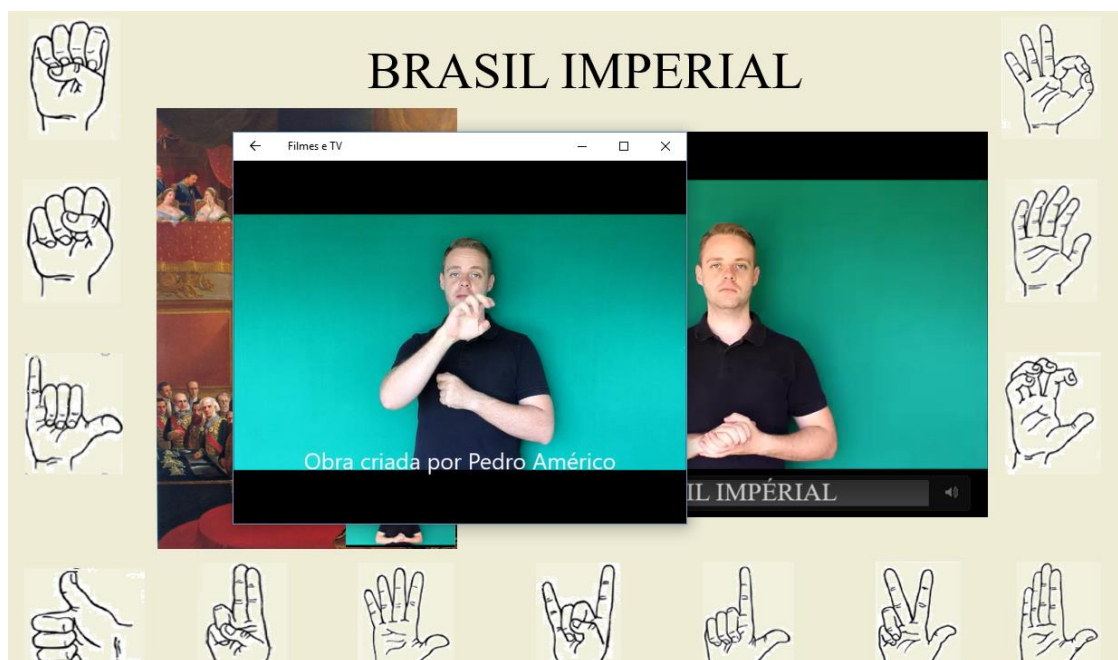 BRASIL IMPERIAL
Filmes e TV
Obra criada por Pedro Américo
IL IMPÉRIAL